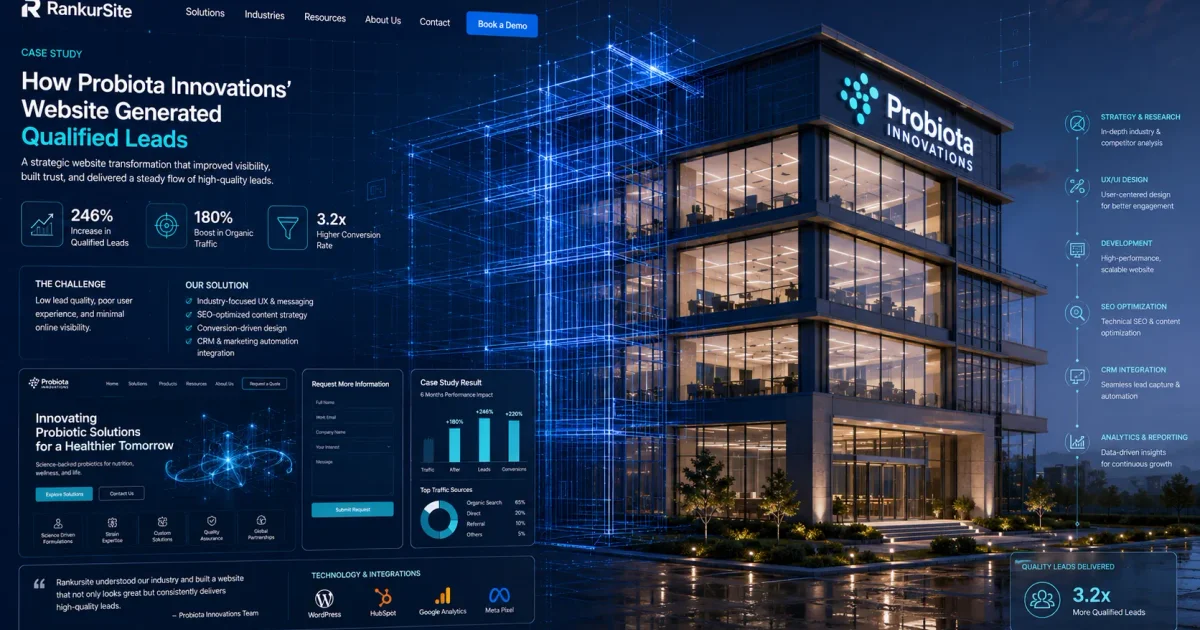 RankurSite
Solutions
Industries
Resources
About Us
Contact
Book a Demo
CASE STUDY
How Probiota Innovations'
Website Generated
Qualified Leads
A strategic website transformation that improved visibility,
built trust, and delivered a steady flow of high-quality leads.
246%
Increase in
Qualified Leads
180%
Boost in Organic
Traffic
3.2x
Higher Conversion
Rate
THE CHALLENGE
Low lead quality, poor user
experience, and minimal
online visibility.
OUR SOLUTION
Industry-focused UX & messaging
SEO-optimized content strategy
Conversion-driven design
CRM & marketing automation
integration
Probiota
INNOVATIONS
Home
Solutions
Products
Resources
About Us
Request a Quote
Innovating
Probiotic Solutions
for a Healthier Tomorrow
Science-backed probiotics for nutrition,
wellness, and life.
Explore Solutions
Contact Us
Science Driven
Formulations
Strain
Expertise
Custom
Solutions
Quality
Assurance
Global
Partnerships
Request More Information
Full Name
Work Email
Company Name
Your Interest
Message
Submit Request
Case Study Result
6 Months Performance Impact
+180%
+246%
+220%
Traffic
After
Leads
Conversions
Top Traffic Sources
Organic Search 65%
Direct 20%
Referral 10%
Others 5%
“ Rankursite understood our industry and built a website
that not only looks great but consistently delivers
high-quality leads.
– Probiota Innovations Team
TECHNOLOGY & INTEGRATIONS
WordPress
HubSpot
Google Analytics
Meta Pixel
Probiota
INNOVATIONS
STRATEGY & RESEARCH
In-depth industry &
competitor analysis
UX/UI DESIGN
User-centered design
for better engagement
DEVELOPMENT
High-performance,
scalable website
SEO OPTIMIZATION
Technical SEO & content
optimization
CRM INTEGRATION
Seamless lead capture &
automation
ANALYTICS & REPORTING
Data-driven insights
for continuous growth
QUALITY LEADS DELIVERED
3.2x
More Qualified Leads